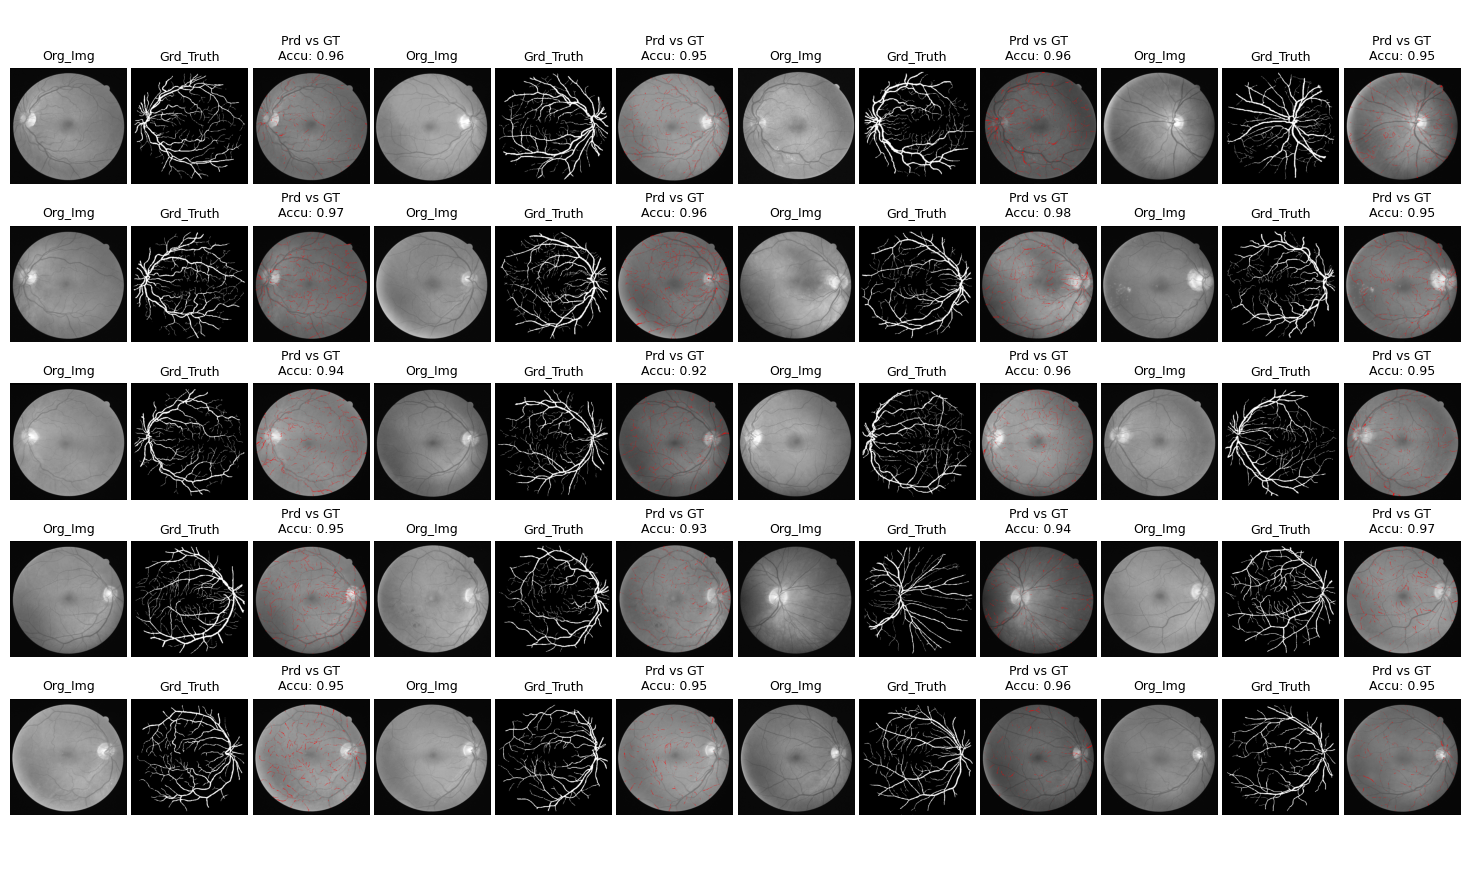 Prd vs GT Prd vs GT Prd vs GT Prd vs GT
Org_Img Grd_Truth Accu: 0.96 Org_Img Grd_Truth Accu: 0.95 Org_Img Grd_Truth Accu: 0.96 Org_Img Grd_Truth Accu: 0.95
Prd vs GT Prd vs GT Prd vs GT Prd vs GT
Org_Img Grd_Truth Accu: 0.97 Org_Img Grd_Truth Accu: 0.96 Org_Img Grd_Truth Accu: 0.98 Org_Img Grd_Truth Accu: 0.95
Prd vs GT Prd vs GT Prd vs GT Prd vs GT
Org_Img Grd_Truth Accu: 0.94 Org_Img Grd_Truth Accu: 0.92 Org_Img Grd_Truth Accu: 0.96 Org_Img Grd_Truth Accu: 0.95
Prd vs GT Prd vs GT Prd vs GT Prd vs GT
Org_Img Grd_Truth Accu: 0.95 Org_Img Grd_Truth Accu: 0.93 Org_Img Grd_Truth Accu: 0.94 Org_Img Grd_Truth Accu: 0.97
Prd vs GT Prd vs GT Prd vs GT Prd vs GT
Org_Img Grd_Truth Accu: 0.95 Org_Img Grd_Truth Accu: 0.95 Org_Img Grd_Truth Accu: 0.96 Org_Img Grd_Truth Accu: 0.95